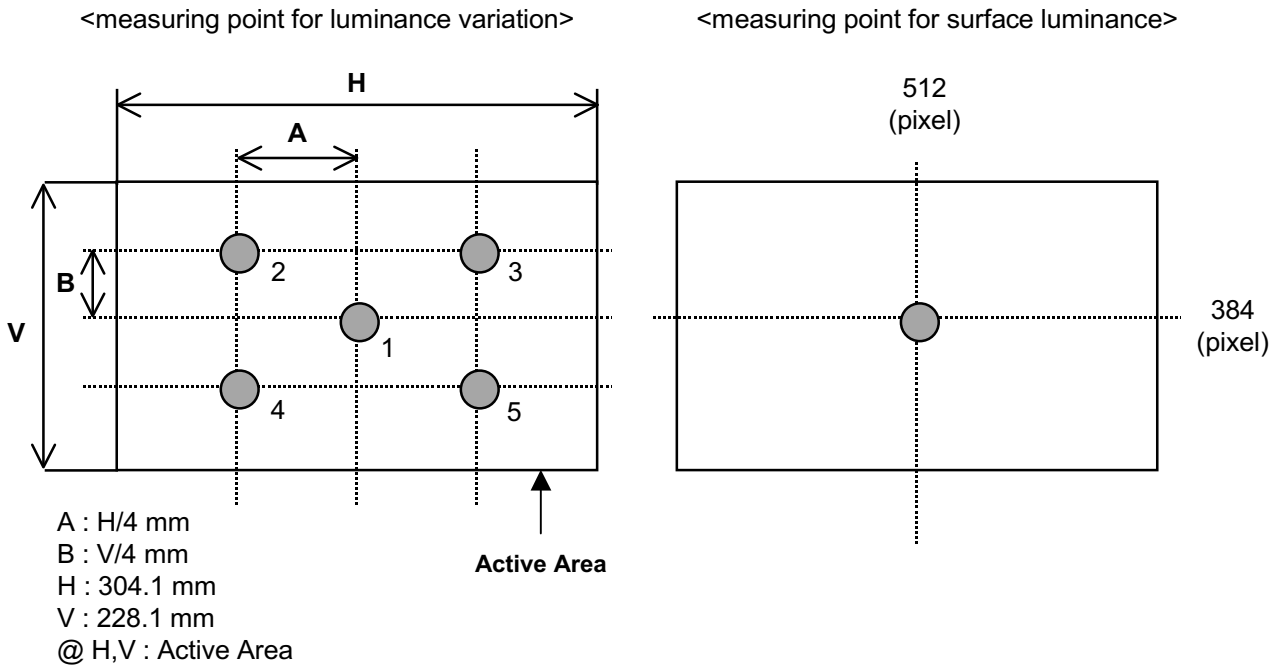 <measuring point for luminance variation>
<measuring point for surface luminance>
H
A
B
V
2
3
1
4
5
A : H/4 mm
B : V/4 mm
H : 304.1 mm
V : 228.1 mm
@ H,V : Active Area
Active Area
512
(pixel)
384
(pixel)